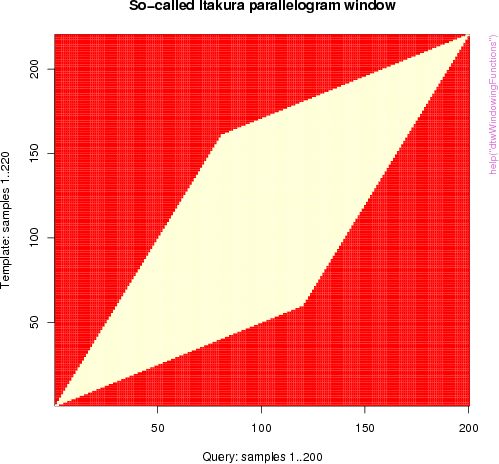 So-called Itakura parallelogram window
Template: samples 1..220
200
150
100
50
50 100 150 200
Query: samples 1..200
help("dtwWindowingFunctions")